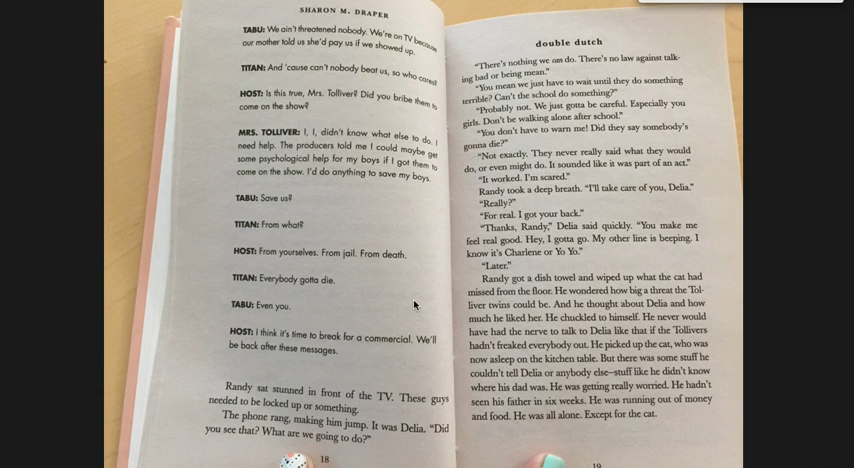 SHARON M. DRAPER
TABU: We ain't threatened nobody. We're on TV because
our mother told us she'd pay us if we showed up.
TITAN: And 'cause can't nobody beat us, so who cares?
HOST: Is this true, Mrs. Tolliver? Did you bribe them to
come on the show?
MRS. TOLLIVER: I, I, didn't know what else to do. I
need help. The producers told me I could maybe get
some psychological help for my boys if I got them to
come on the show. I'd do anything to save my boys.
TABU: Save us?
TITAN: From what?
HOST: From yourselves. From jail. From death.
TITAN: Everybody gotta die.
TABU: Even you.
HOST: I think it's time to break for a commercial. We'll
be back after these messages.
Randy sat stunned in front of the TV. These guys
needed to be locked up or something.
The phone rang, making him jump. It was Delia. "Did
you see that? What are we going to do?"
18
double dutch
"There's nothing we can do. There's no law against talk-
ing bad or being mean."
"You mean we just have to wait until they do something
terrible? Can't the school do something?"
"Probably not. We just gotta be careful. Especially you
girls. Don't be walking alone after school."
"You don't have to warn me! Did they say somebody's
gonna die?"
"Not exactly. They never really said what they would
do, or even might do. It sounded like it was part of an act."
"It worked. I'm scared."
Randy took a deep breath. "I'll take care of you, Delia."
"Really?"
"For real. I got your back."
"Thanks, Randy," Delia said quickly. "You make me
feel real good. Hey, I gotta go. My other line is beeping. I
know it's Charlene or Yo Yo."
"Later."
Randy got a dish towel and wiped up what the cat had
missed from the floor. He wondered how big a threat the Tol-
liver twins could be. And he thought about Delia and how
much he liked her. He chuckled to himself. He never would
have had the nerve to talk to Delia like that if the Tollivers
hadn't freaked everybody out. He picked up the cat, who was
now asleep on the kitchen table. But there was some stuff he
couldn't tell Delia or anybody else—stuff like he didn't know
where his dad was. He was getting really worried. He hadn't
seen his father in six weeks. He was running out of money
and food. He was all alone. Except for the cat.
19